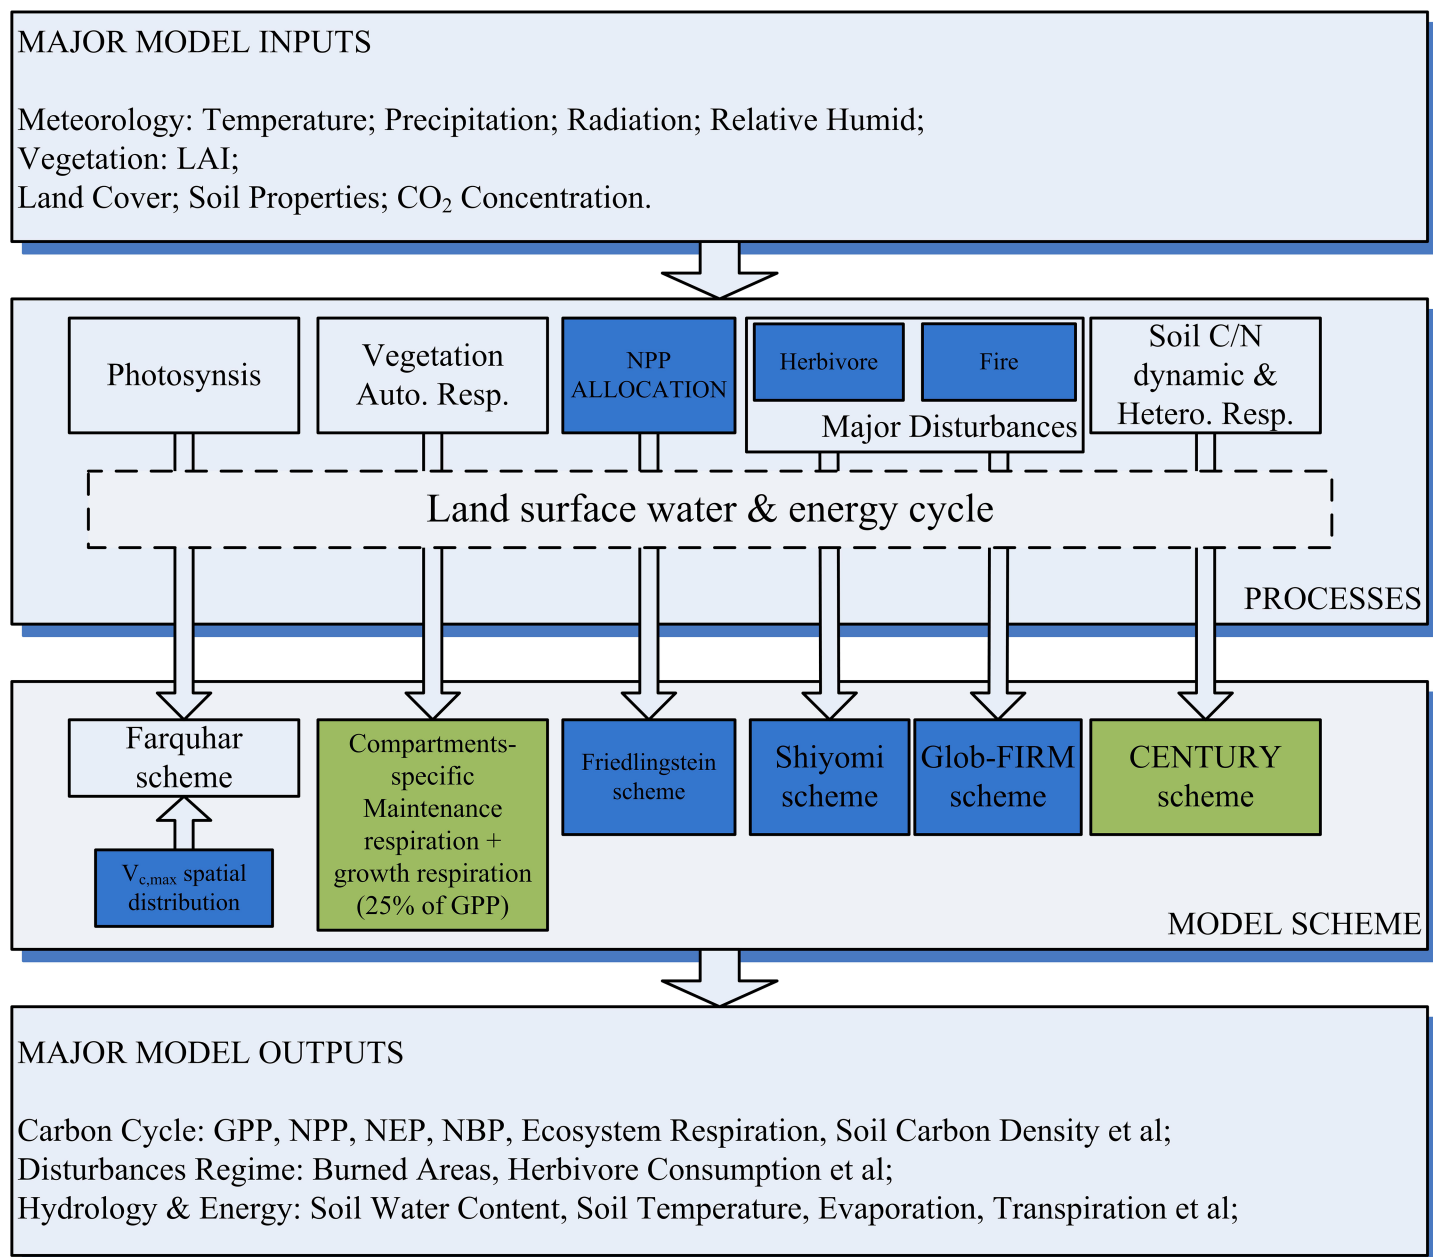 MAJOR MODEL INPUTS
Meteorology: Temperature; Precipitation; Radiation; Relative Humid;
Vegetation: LAI;
Land Cover; Soil Properties; CO₂ Concentration.
Photosynsis
Vegetation
Auto. Resp.
NPP
ALLOCATION
Herbivore
Fire
Major Disturbances
Soil C/N
dynamic &
Hetero. Resp.
Land surface water & energy cycle
PROCESSES
Farquhar
scheme
Compartments-
specific
Maintenance
respiration +
growth respiration
(25% of GPP)
Friedlingstein
scheme
Shiyomi
scheme
Glob-FIRM
scheme
CENTURY
scheme
Vc,max spatial
distribution
MODEL SCHEME
MAJOR MODEL OUTPUTS
Carbon Cycle: GPP, NPP, NEP, NBP, Ecosystem Respiration, Soil Carbon Density et al;
Disturbances Regime: Burned Areas, Herbivore Consumption et al;
Hydrology & Energy: Soil Water Content, Soil Temperature, Evaporation, Transpiration et al;